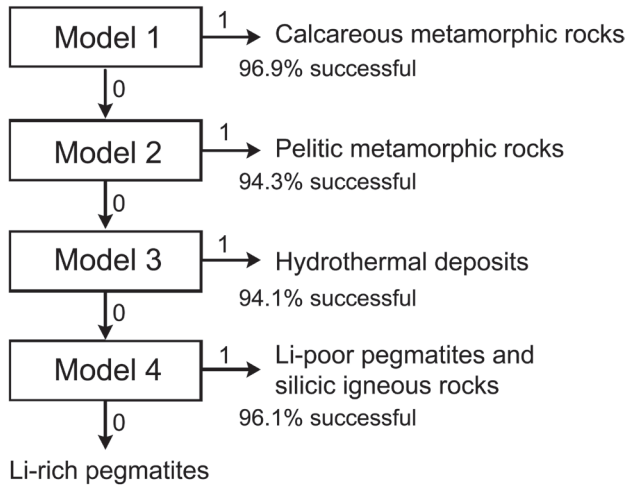 Model 1
1
Calcareous metamorphic rocks
96.9% successful
0
Model 2
1
Pelitic metamorphic rocks
94.3% successful
0
Model 3
1
Hydrothermal deposits
94.1% successful
0
Model 4
1
Li-poor pegmatites and
silicic igneous rocks
96.1% successful
0
Li-rich pegmatites